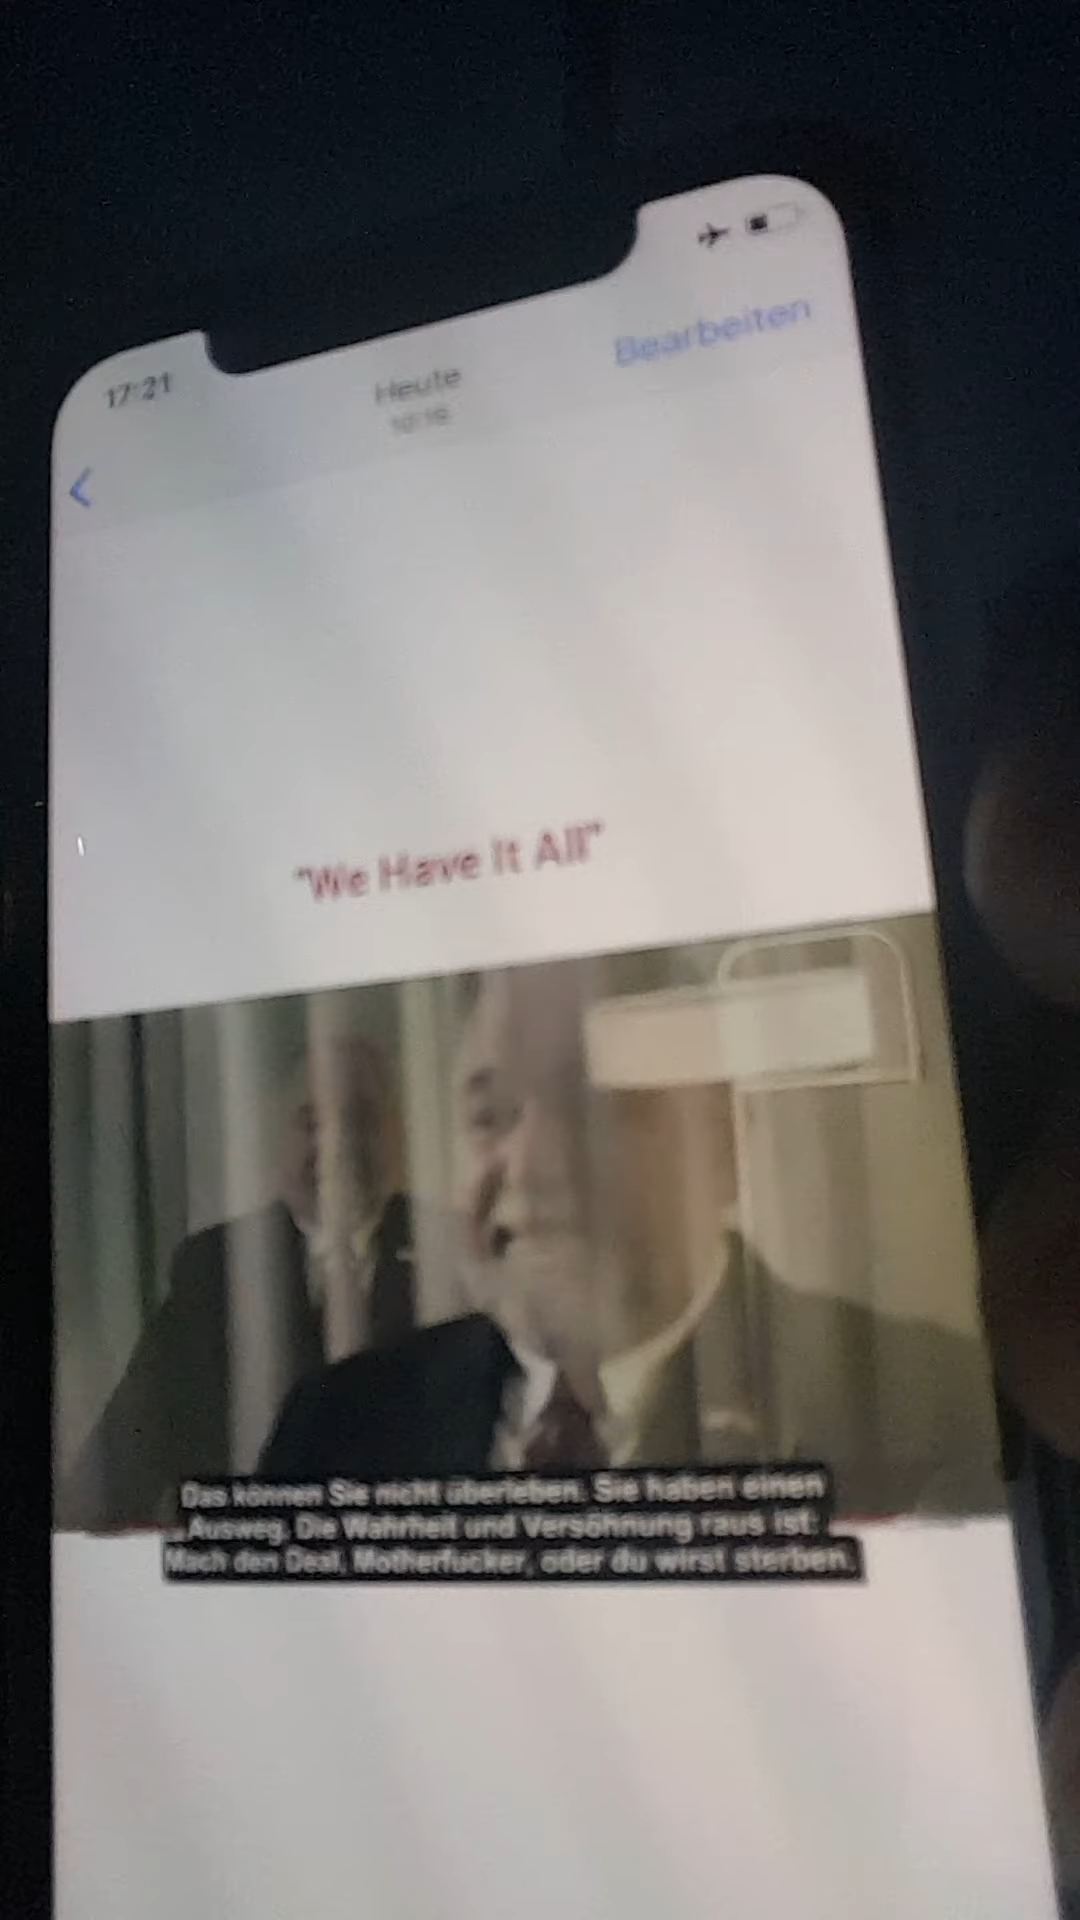 17:21
Heute
Bearbeiten
"We Have It All"
Das können Sie nicht überleben. Sie haben einen
Ausweg. Die Wahrheit und Versöhnung raus ist:
Mach den Deal, Motherfucker, oder du wirst sterben.